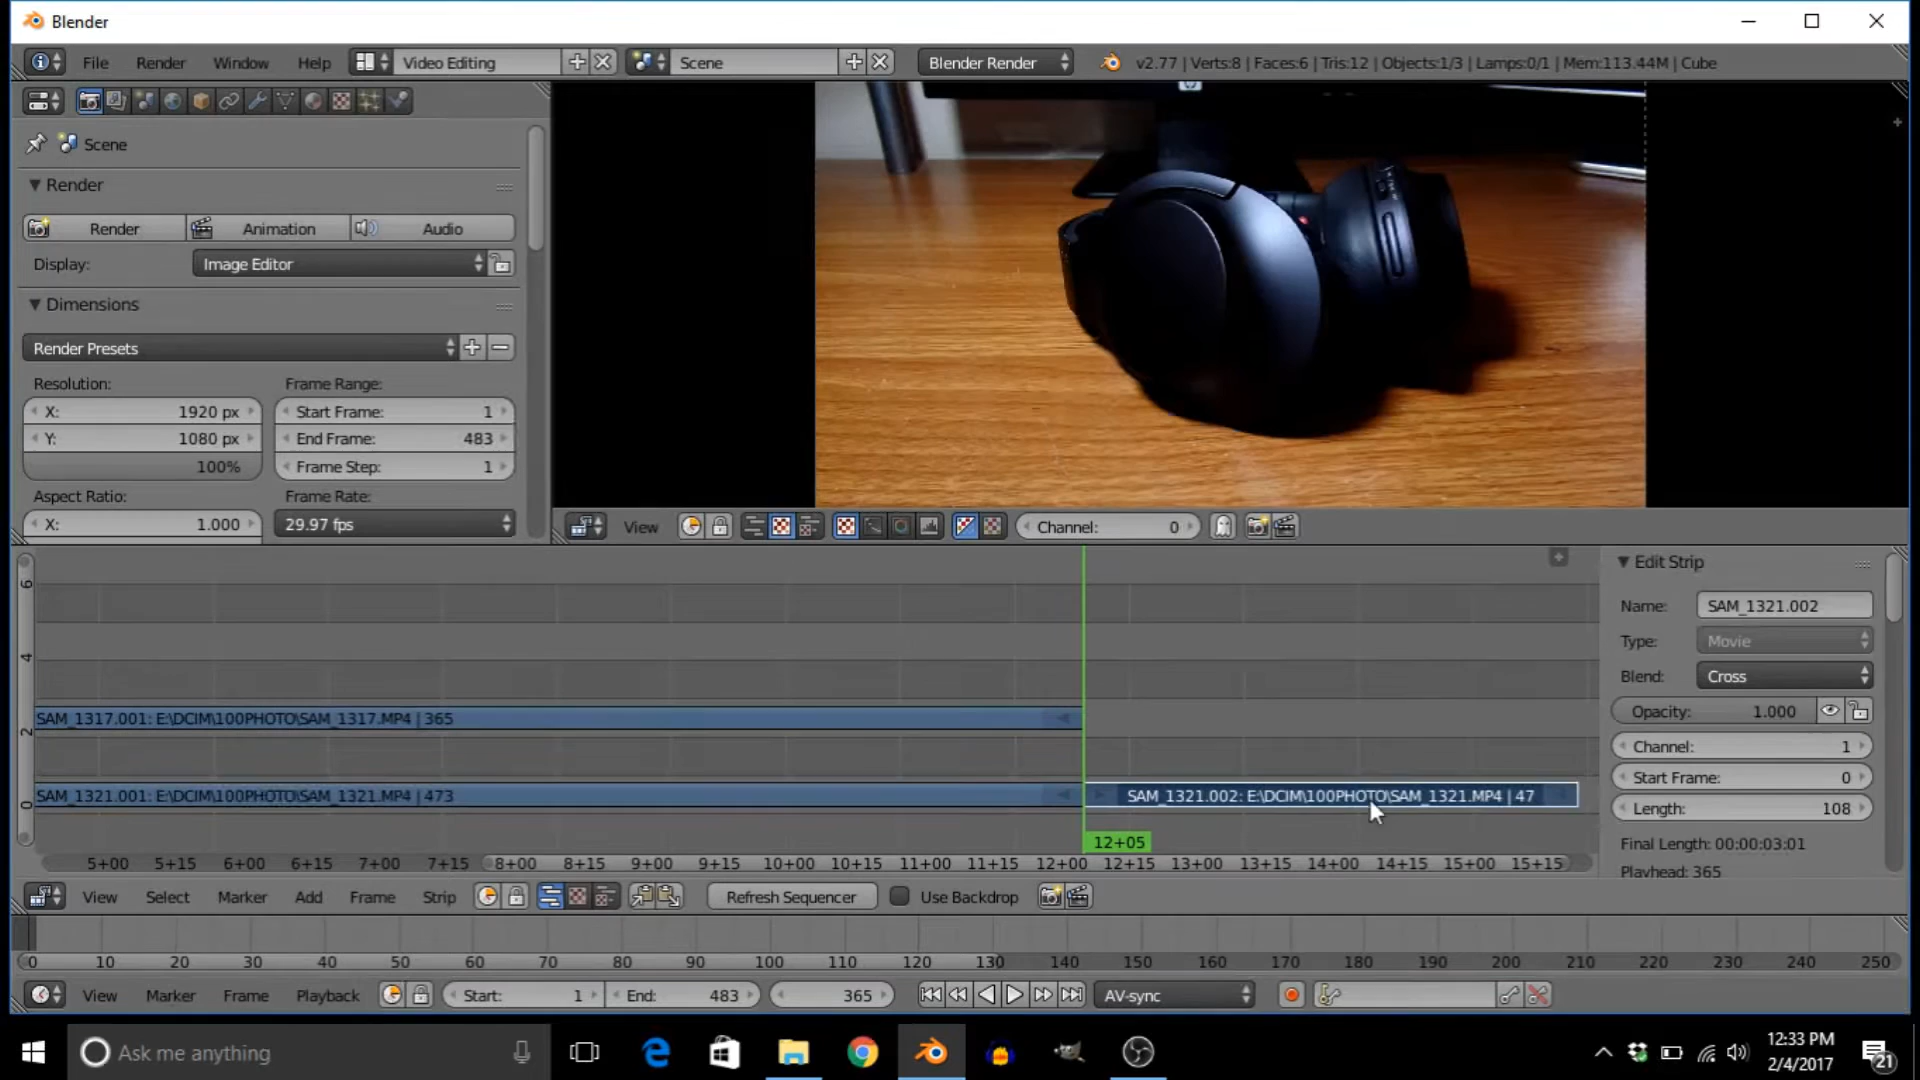 Blender
File Render Window Help Video Editing Scene Blender Render v2.77 | Verts:8 | Faces:6 | Tris:12 | Objects:1/3 | Lamps:0/1 | Mem:113.44M | Cube
Scene
Render
Render Animation Audio
Display: Image Editor
Dimensions
Render Presets
Resolution: Frame Range:
X: 1920 px Start Frame: 1
Y: 1080 px End Frame: 483
100% Frame Step: 1
Aspect Ratio: Frame Rate:
X: 1.000 29.97 fps
View Channel: 0
Edit Strip
Name: SAM_1321.002
Type: Movie
Blend: Cross
Opacity: 1.000
Channel: 1
Start Frame: 0
Length: 108
Final Length: 00:00:03:01
Playhead: 365
6
4
2
0
SAM_1317.001: E:\DCIM\100PHOTO\SAM_1317.MP4 | 365
SAM_1321.001: E:\DCIM\100PHOTO\SAM_1321.MP4 | 473
SAM_1321.002: E:\DCIM\100PHOTO\SAM_1321.MP4 | 47
12+05
5+00 5+15 6+00 6+15 7+00 7+15 8+00 8+15 9+00 9+15 10+00 10+15 11+00 11+15 12+00 12+15 13+00 13+15 14+00 14+15 15+00 15+15
View Select Marker Add Frame Strip Refresh Sequencer Use Backdrop
0 10 20 30 40 50 60 70 80 90 100 110 120 130 140 150 160 170 180 190 200 210 220 230 240 250
View Marker Frame Playback Start: 1 End: 483 365 AV-sync
Ask me anything
12:33 PM
2/4/2017
21